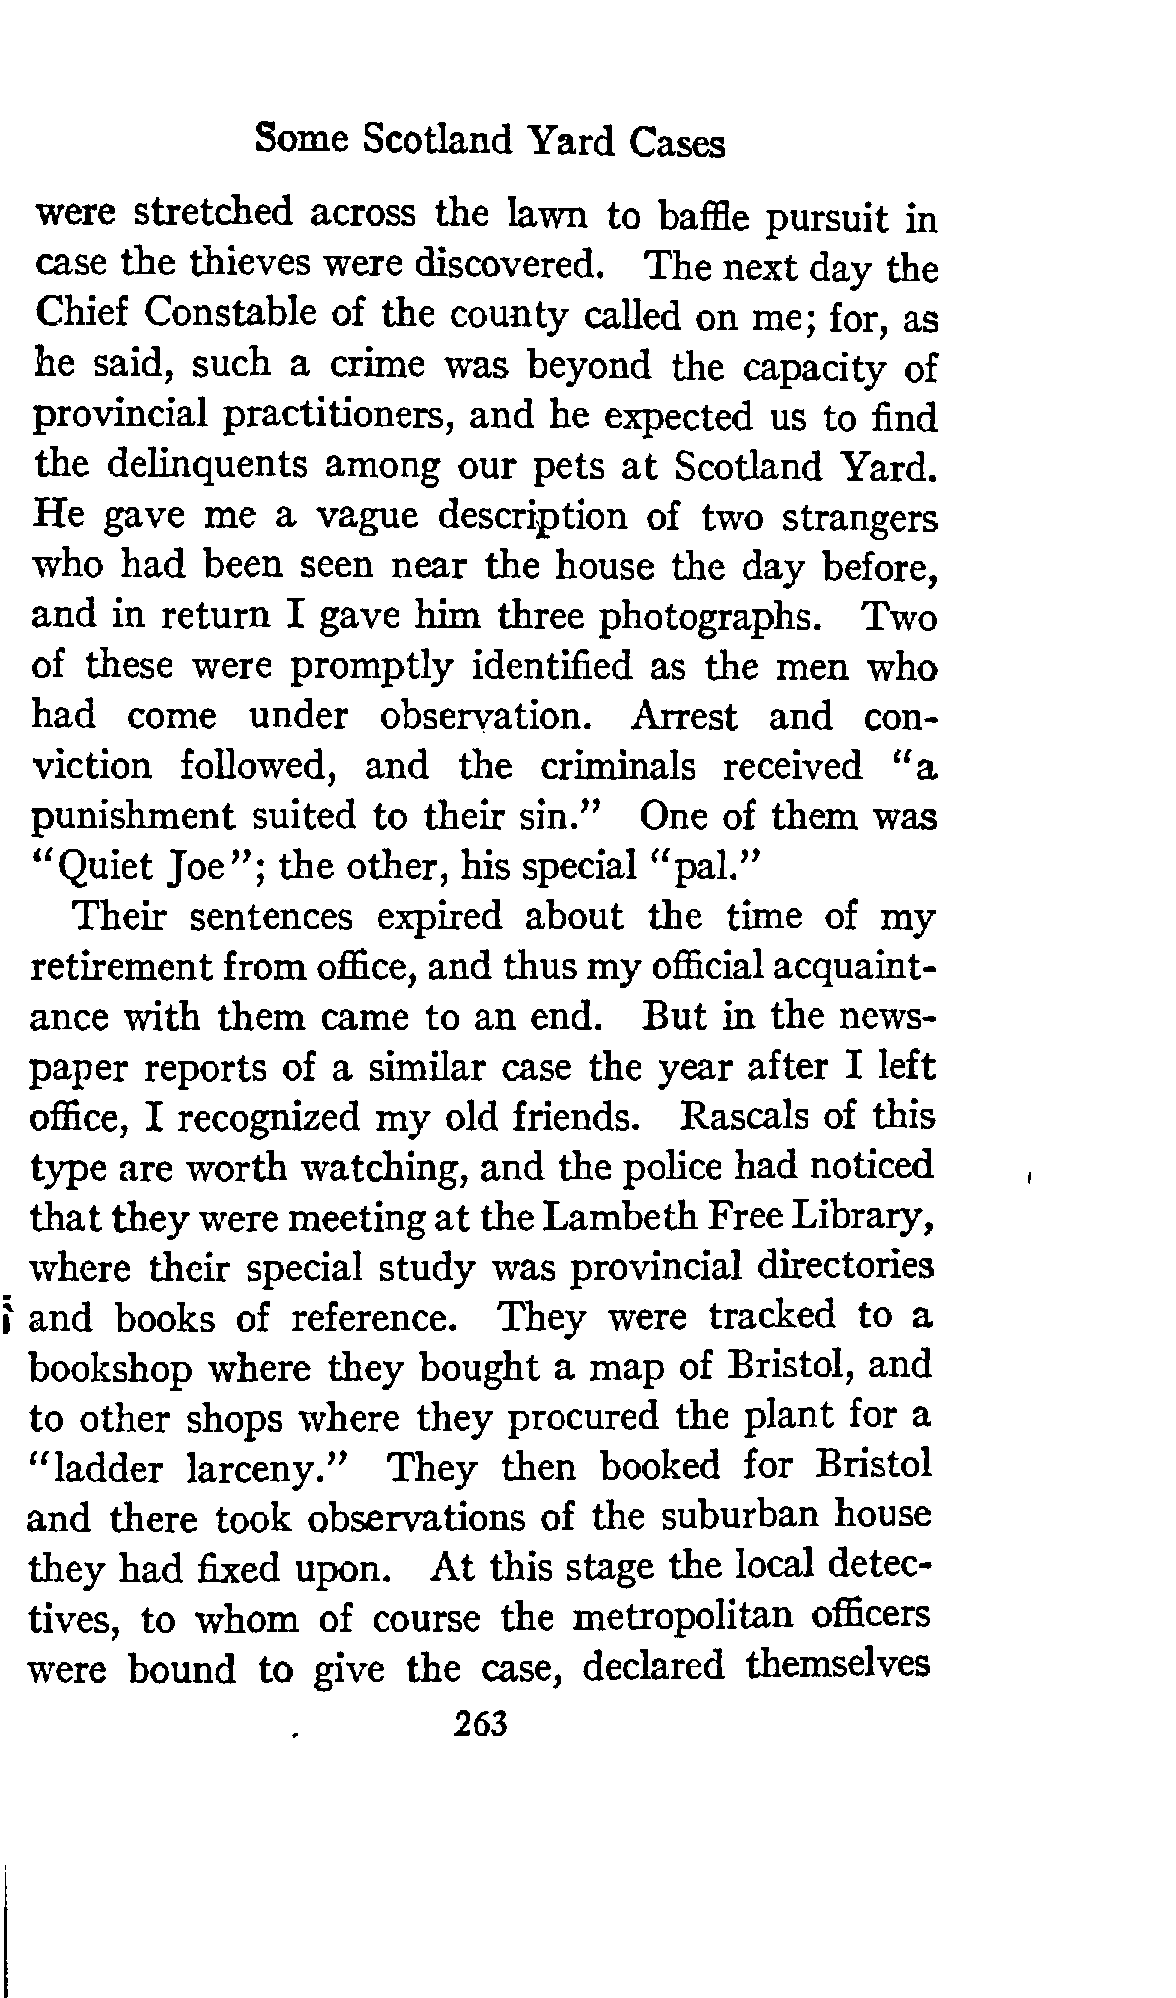 Some Scotland Yard Cases
were stretched across the lawn to baffle pursuit in
case the thieves were discovered. The next day the
Chief Constable of the county called on me; for, as
he said, such a crime was beyond the capacity of
provincial practitioners, and he expected us to find
the delinquents among our pets at Scotland Yard.
He gave me a vague description of two strangers
who had been seen near the house the day before,
and in return I gave him three photographs. Two
of these were promptly identified as the men who
had come under observation. Arrest and con-
viction followed, and the criminals received "a
punishment suited to their sin." One of them was
"Quiet Joe"; the other, his special "pal."
Their sentences expired about the time of my
retirement from office, and thus my official acquaint-
ance with them came to an end. But in the news-
paper reports of a similar case the year after I left
office, I recognized my old friends. Rascals of this
type are worth watching, and the police had noticed
that they were meeting at the Lambeth Free Library,
where their special study was provincial directories
and books of reference. They were tracked to a
bookshop where they bought a map of Bristol, and
to other shops where they procured the plant for a
"ladder larceny." They then booked for Bristol
and there took observations of the suburban house
they had fixed upon. At this stage the local detec-
tives, to whom of course the metropolitan officers
were bound to give the case, declared themselves
263